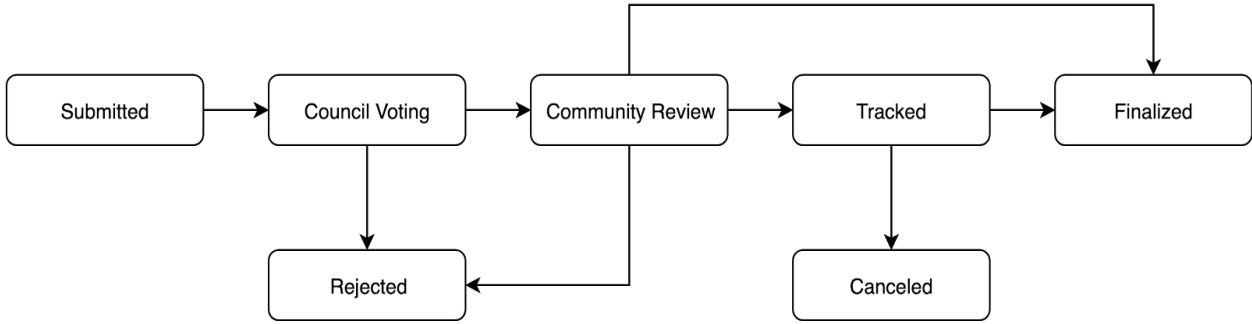 Submitted
Council Voting
Community Review
Tracked
Finalized
Rejected
Canceled